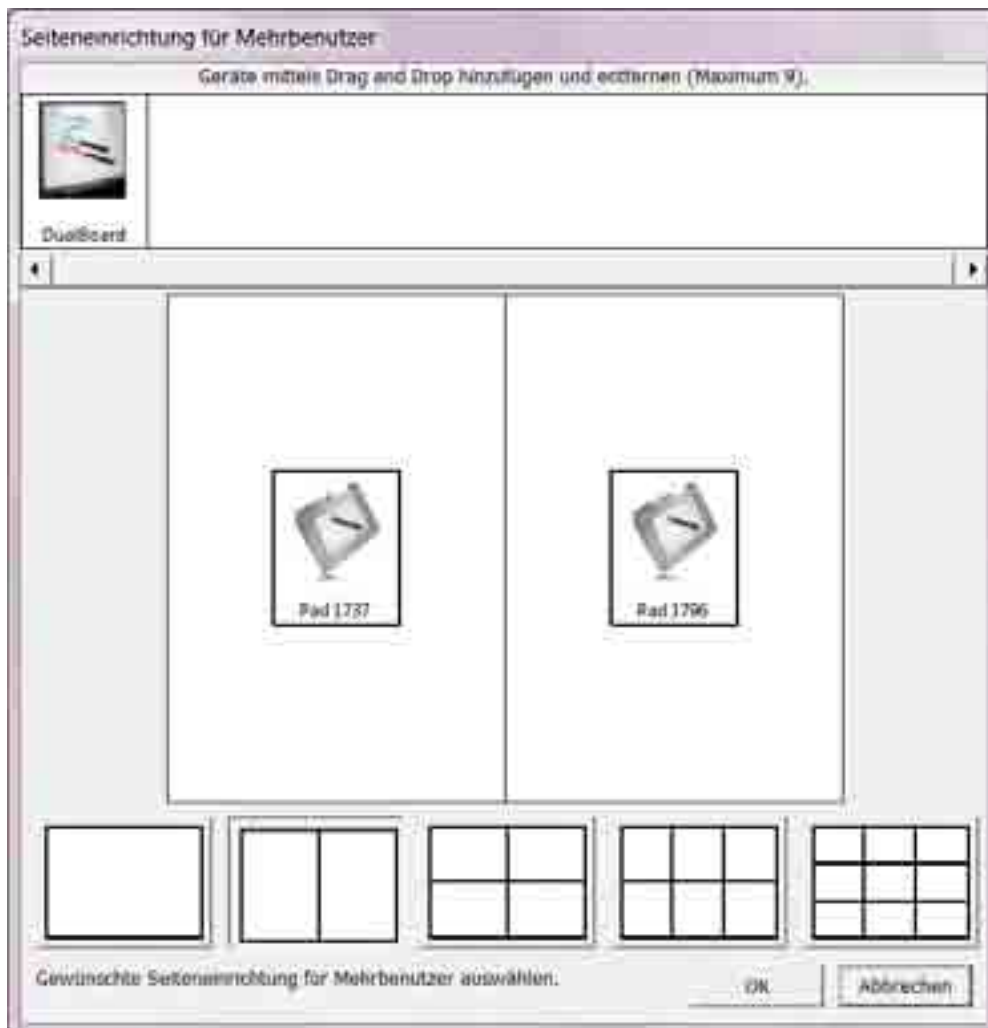 Seiteneinrichtung für Mehrbenutzer
Geräte mittels Drag and Drop hinzufügen und entfernen (Maximum 9).
DualBoard
Pad 1737
Pad 1796
Gewünschte Seiteneinrichtung für Mehrbenutzer auswählen.
OK
Abbrechen